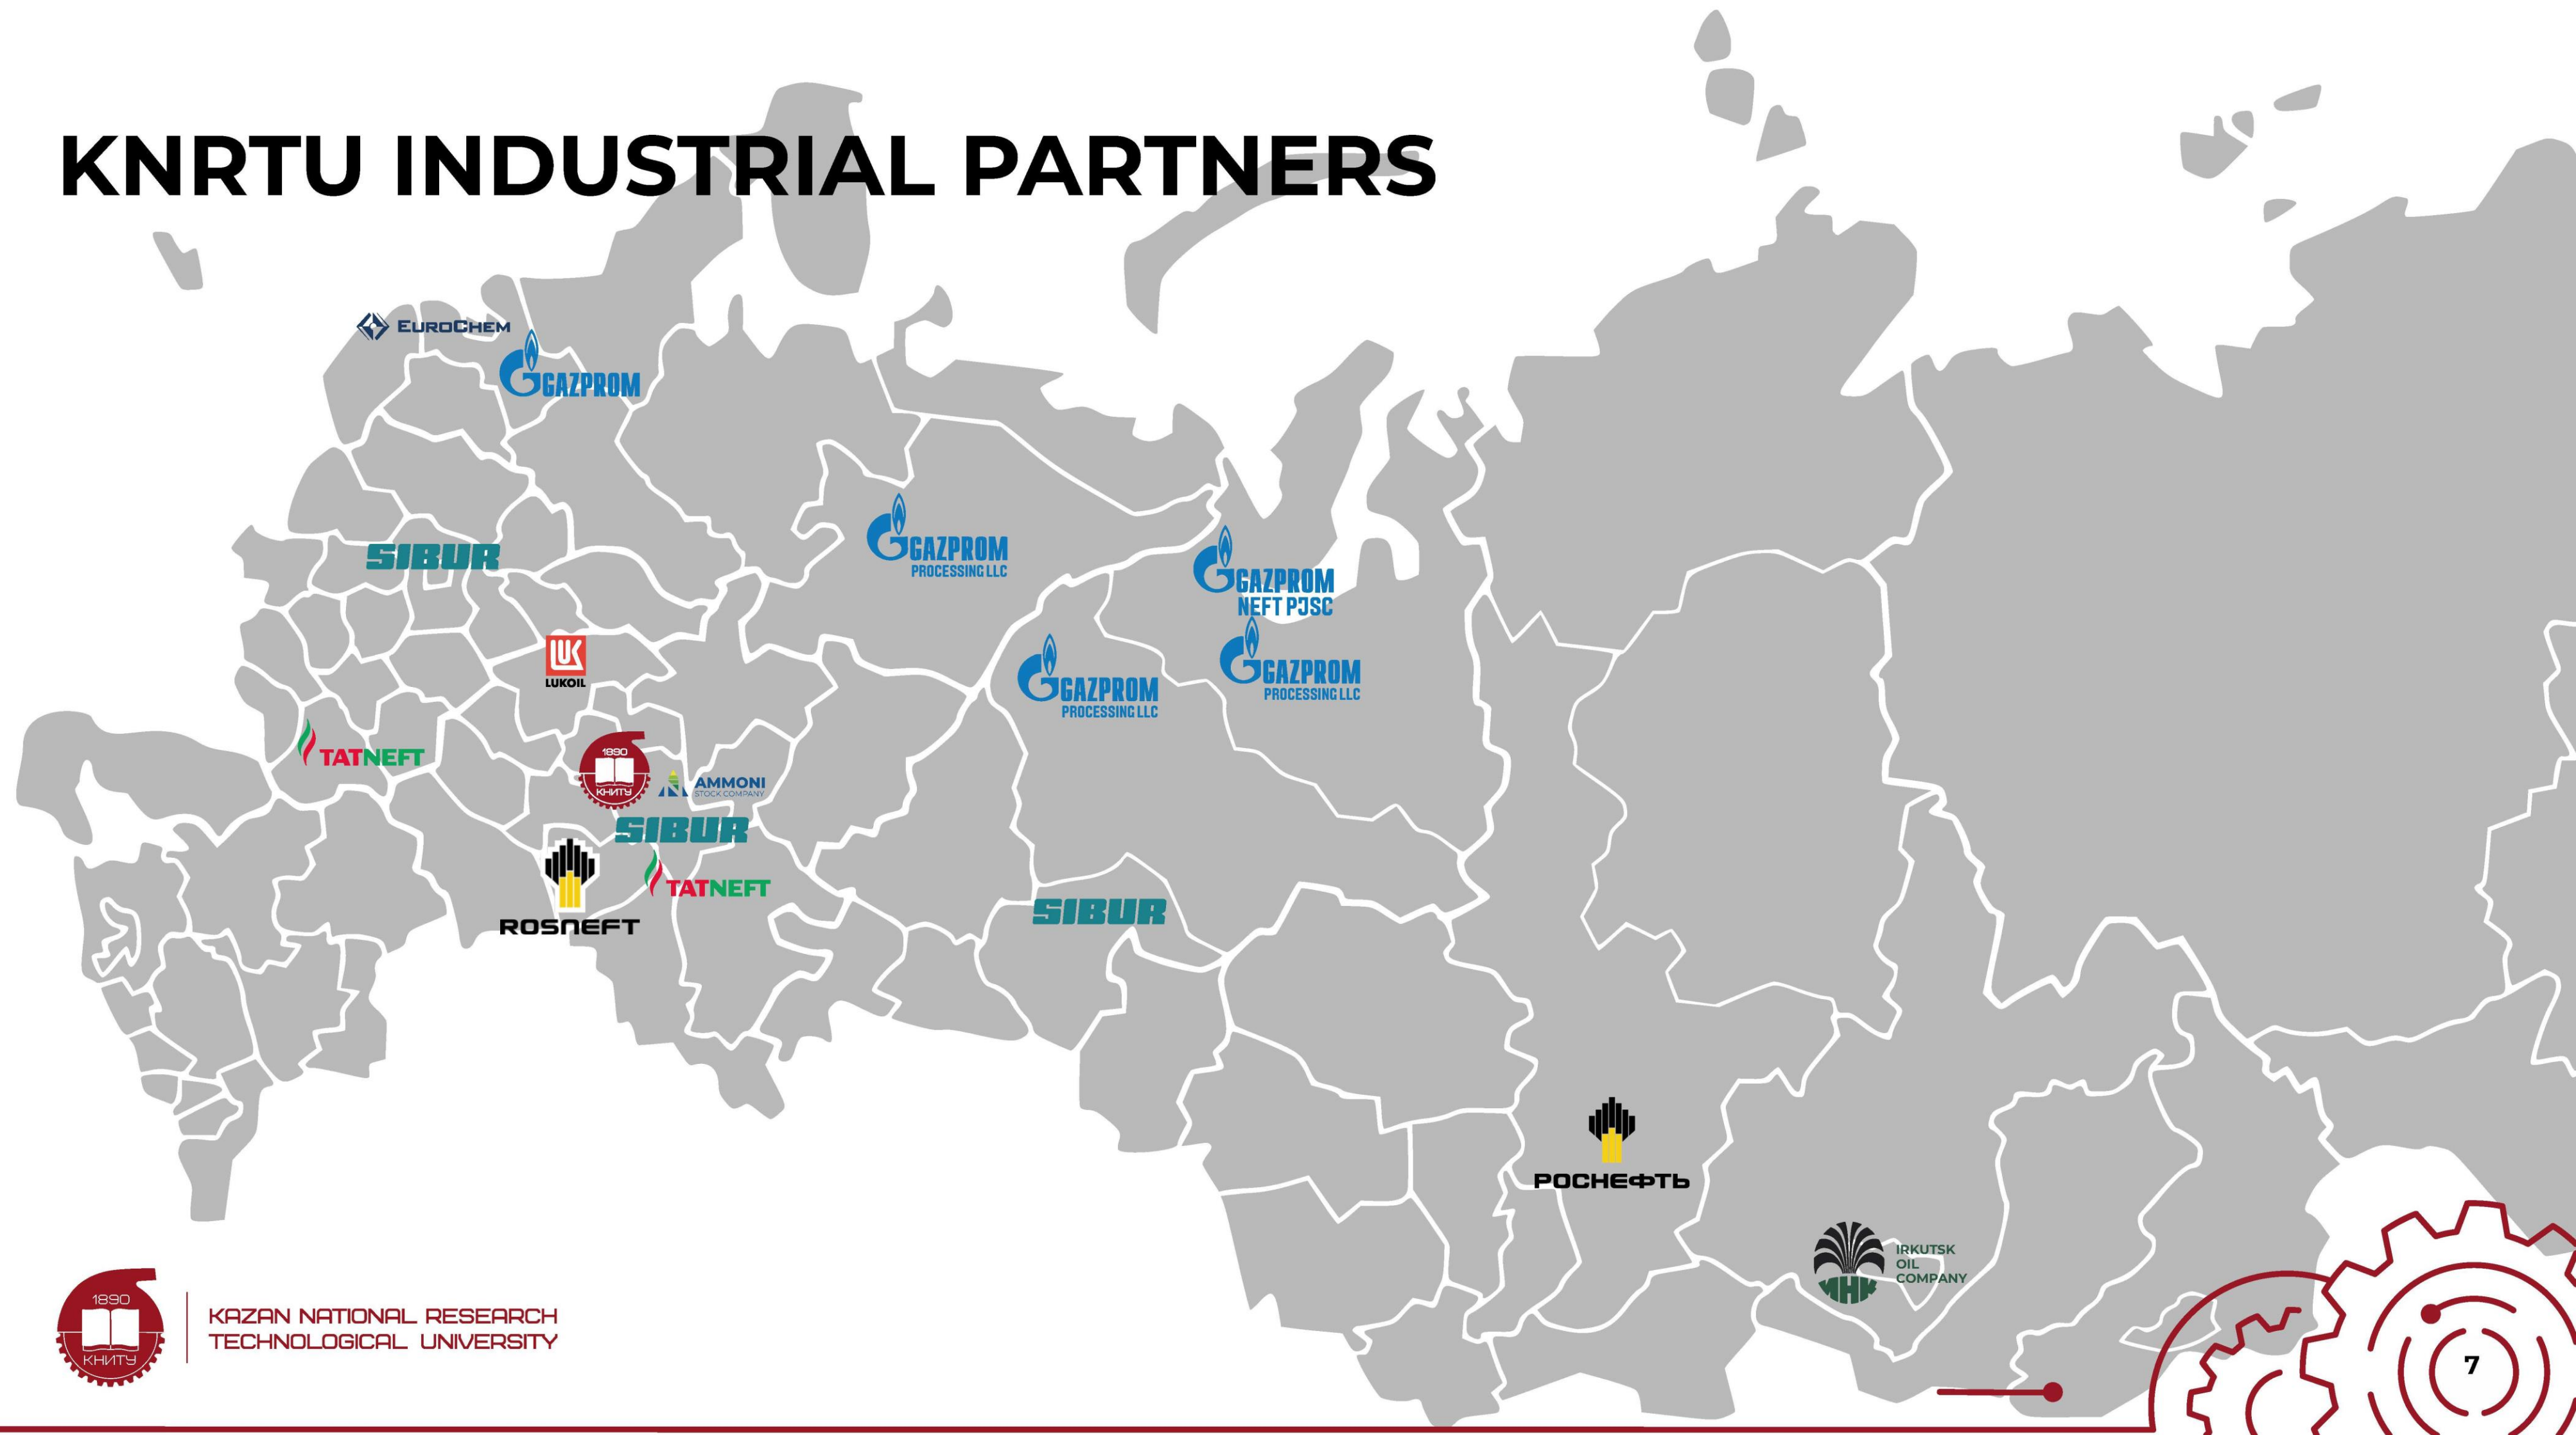 KNRTU INDUSTRIAL PARTNERS
EUROCHEM
GAZPROM
GAZPROM
PROCESSING LLC
SIBUR
GAZPROM
NEFT PJSC
LUK
LUKOIL
GAZPROM
PROCESSING LLC
GAZPROM
PROCESSING LLC
TATNEFT
1890
КНИТУ
AMMONI
STOCK COMPANY
SIBUR
TATNEFT
ROSNEFT
SIBUR
РОСНЕФТЬ
ИНК
IRKUTSK
OIL
COMPANY
1890
КНИТУ
KAZAN NATIONAL RESEARCH
TECHNOLOGICAL UNIVERSITY
7